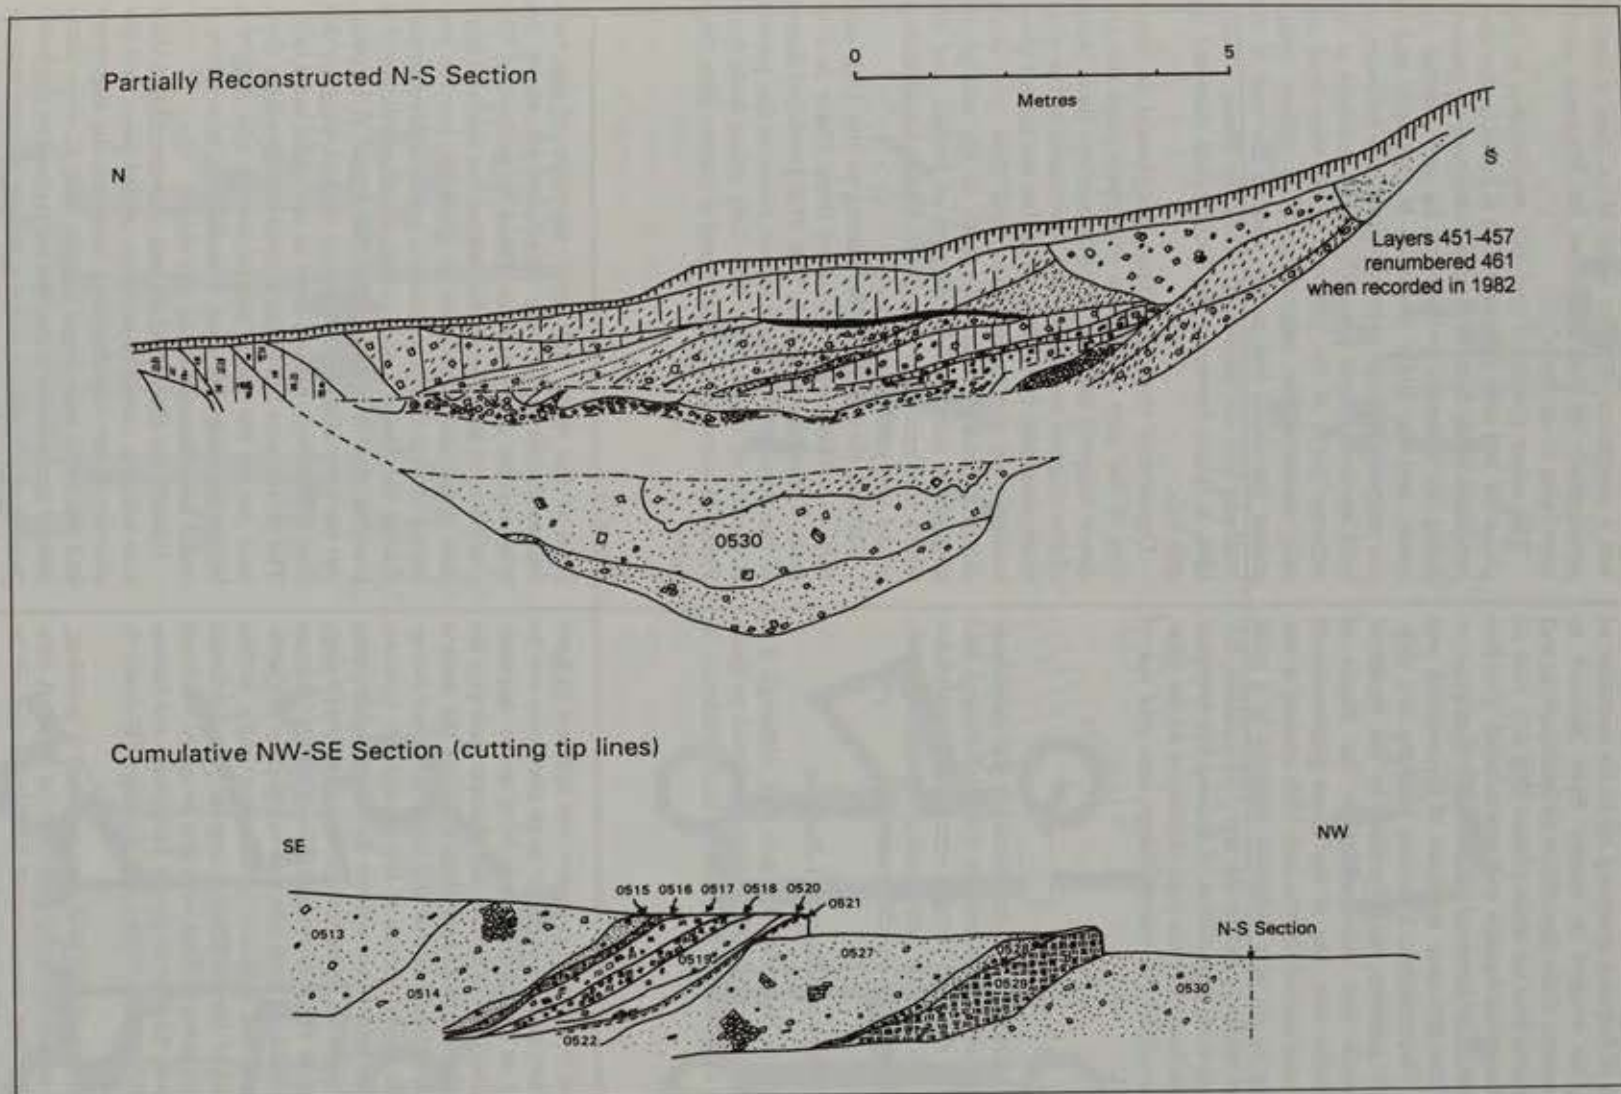 0 5
Partially Reconstructed N-S Section
Metres
N
S
Layers 451-457
renumbered 461
when recorded in 1982
0530
Cumulative NW-SE Section (cutting tip lines)
SE
NW
0515 0516 0517 0518 0520
0521
N-S Section
0513
0527
0528
0519
0514
0529
0530
0522